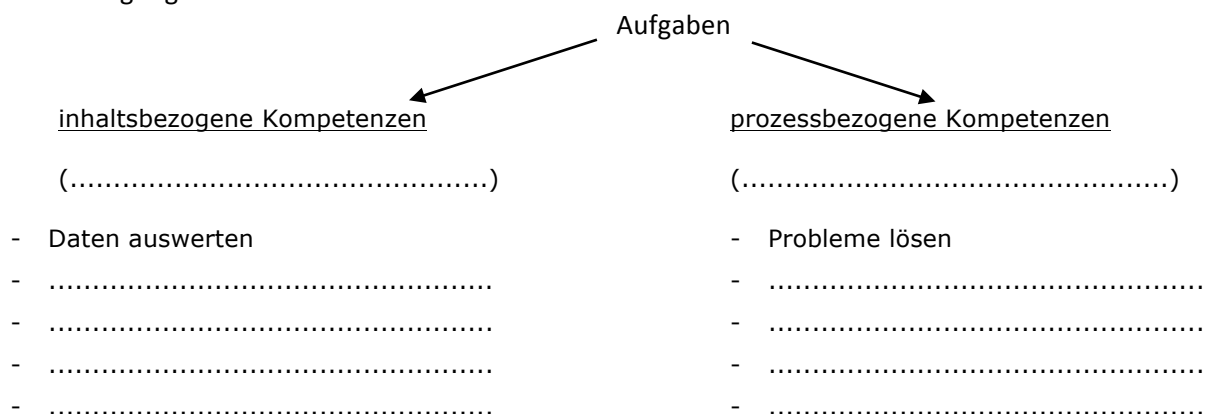 Aufgaben
inhaltsbezogene Kompetenzen
prozessbezogene Kompetenzen
(................................................)
(.................................................)
- Daten auswerten
- Probleme lösen
- ...................................................
- ..................................................
- ...................................................
- ..................................................
- ...................................................
- ..................................................
- ...................................................
- ..................................................